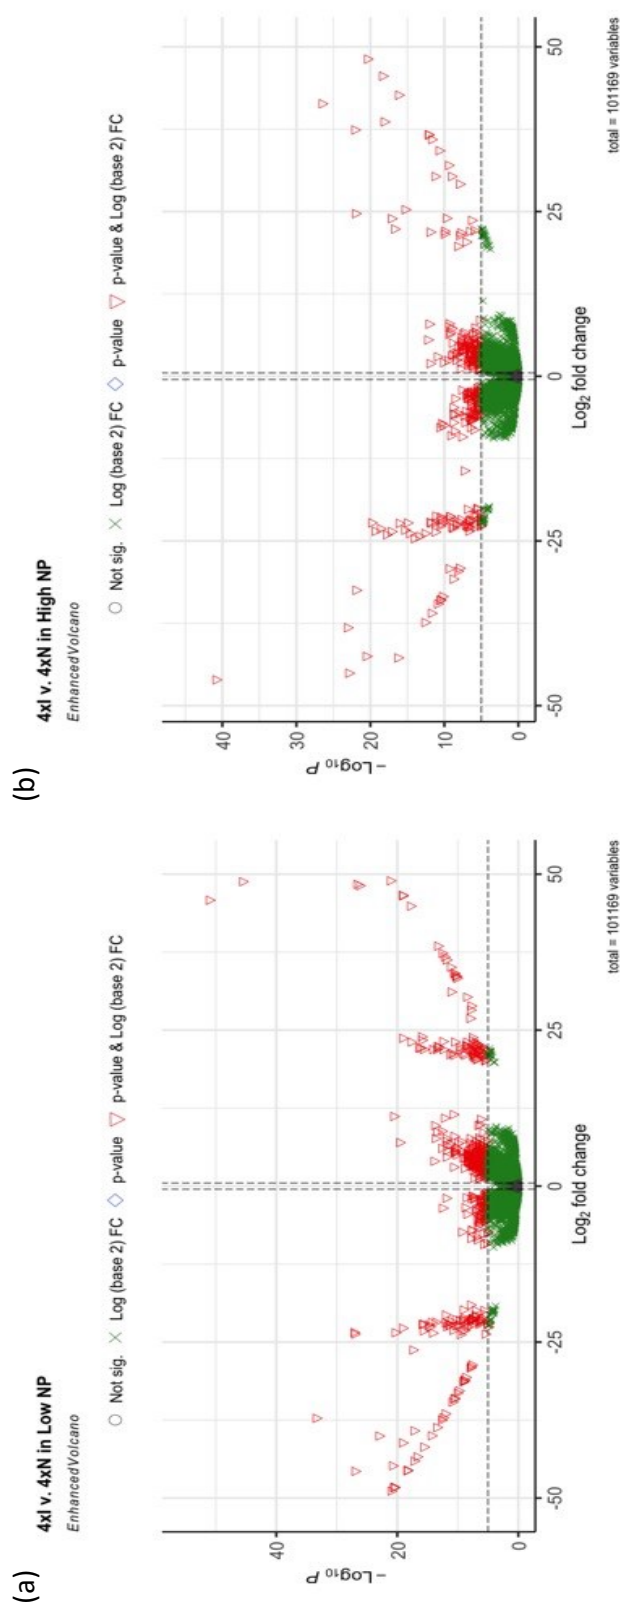 (a)
4xI v. 4xN in Low NP
EnhancedVolcano
○ Not sig. × Log (base 2) FC ◇ p-value ▽ p-value & Log (base 2) FC
40
20
0
−Log₁₀ P
-50 -25 0 25 50
Log₂ fold change
total = 101169 variables
(b)
4xI v. 4xN in High NP
EnhancedVolcano
○ Not sig. × Log (base 2) FC ◇ p-value ▽ p-value & Log (base 2) FC
40
30
20
10
0
−Log₁₀ P
-50 -25 0 25 50
Log₂ fold change
total = 101169 variables